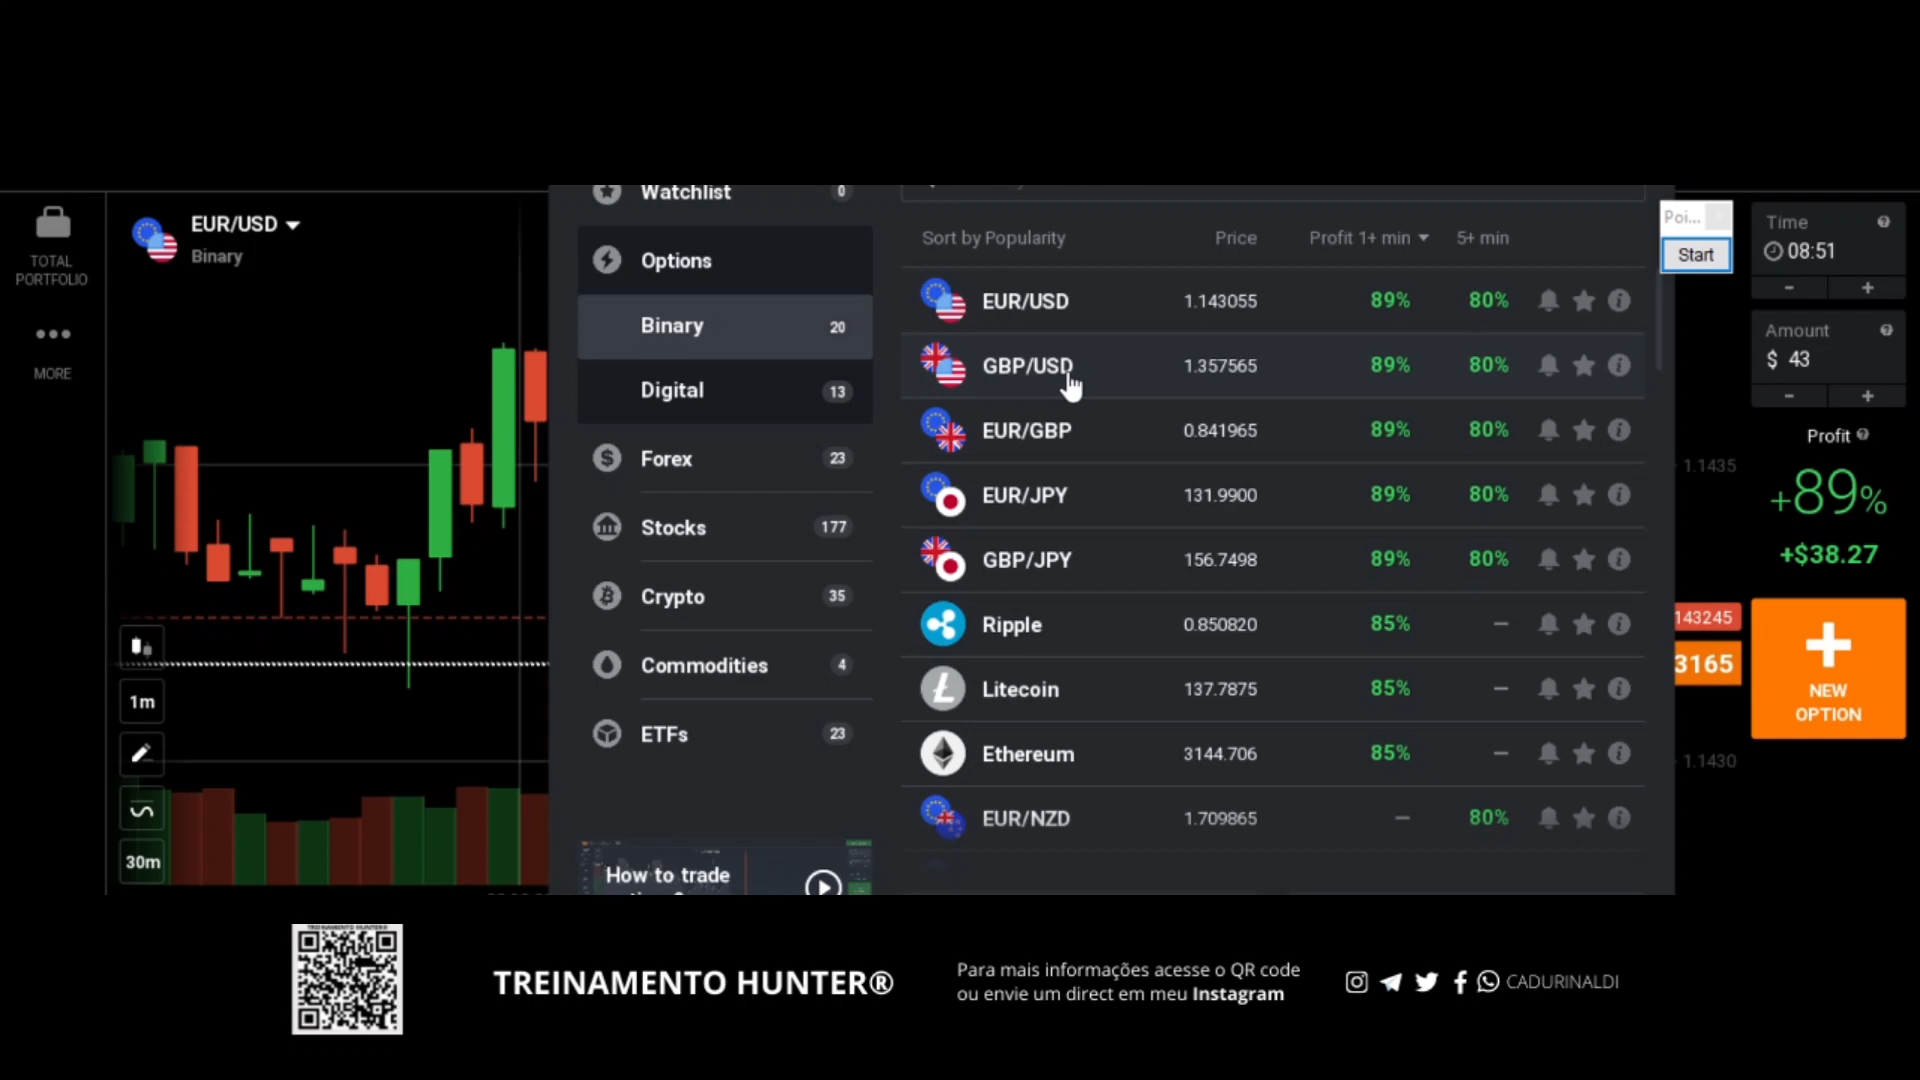 TOTAL
PORTFOLIO
MORE
EUR/USD
Binary
1m
30m
Watchlist 0
Options
Binary 20
Digital 13
Forex 23
Stocks 177
Crypto 35
Commodities 4
ETFs 23
How to trade
Sort by Popularity Price Profit 1+ min 5+ min
EUR/USD 1.143055 89% 80%
GBP/USD 1.357565 89% 80%
EUR/GBP 0.841965 89% 80%
EUR/JPY 131.9900 89% 80%
GBP/JPY 156.7498 89% 80%
Ripple 0.850820 85% –
Litecoin 137.7875 85% –
Ethereum 3144.706 85% –
EUR/NZD 1.709865 – 80%
Poi...
Start
1.1435
143245
3165
1.1430
Time
08:51
- +
Amount
$ 43
- +
Profit
+89%
+$38.27
NEW
OPTION
TREINAMENTO HUNTER®
Para mais informações acesse o QR code
ou envie um direct em meu Instagram
CADURINALDI